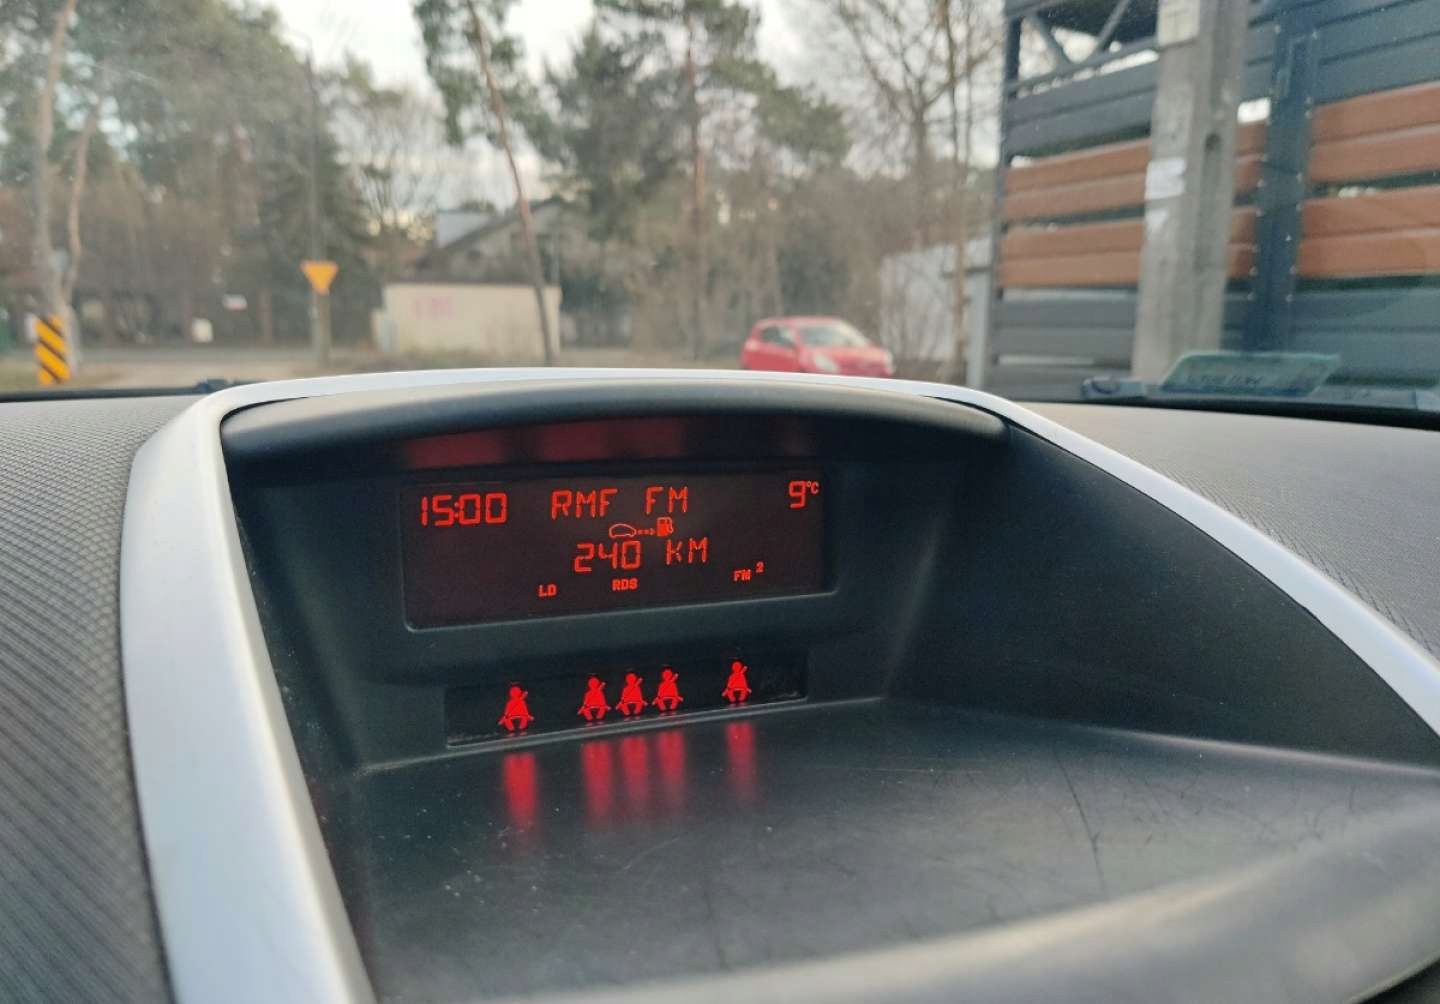 15:00 RMF FM 9°C
240 KM
LD RDS FM 2